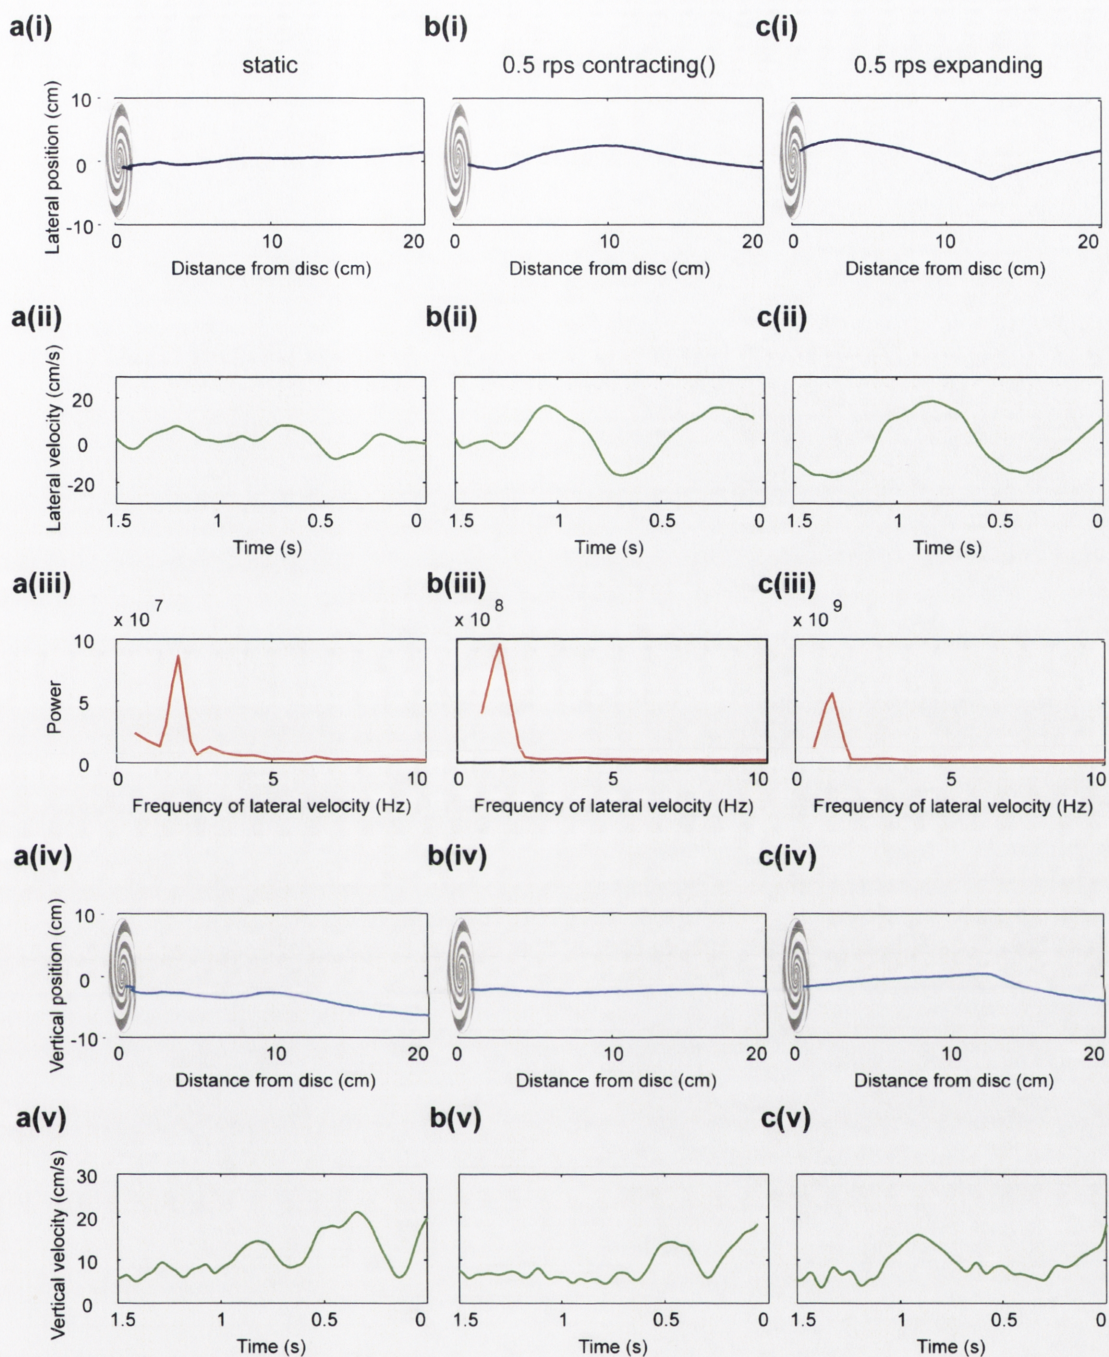 a(i) b(i) c(i)
static 0.5 rps contracting() 0.5 rps expanding
Lateral position (cm)
10
0
-10
0 10 20 0 10 20 0 10 20
Distance from disc (cm) Distance from disc (cm) Distance from disc (cm)
a(ii) b(ii) c(ii)
Lateral velocity (cm/s)
20
0
-20
1.5 1 0.5 0 1.5 1 0.5 0 1.5 1 0.5 0
Time (s) Time (s) Time (s)
a(iii) b(iii) c(iii)
x 10 7 x 10 8 x 10 9
Power
10
5
0
0 5 10 0 5 10 0 5 10
Frequency of lateral velocity (Hz) Frequency of lateral velocity (Hz) Frequency of lateral velocity (Hz)
a(iv) b(iv) c(iv)
Vertical position (cm)
10
0
-10
0 10 20 0 10 20 0 10 20
Distance from disc (cm) Distance from disc (cm) Distance from disc (cm)
a(v) b(v) c(v)
Vertical velocity (cm/s)
30
20
10
0
1.5 1 0.5 0 1.5 1 0.5 0 1.5 1 0.5 0
Time (s) Time (s) Time (s)